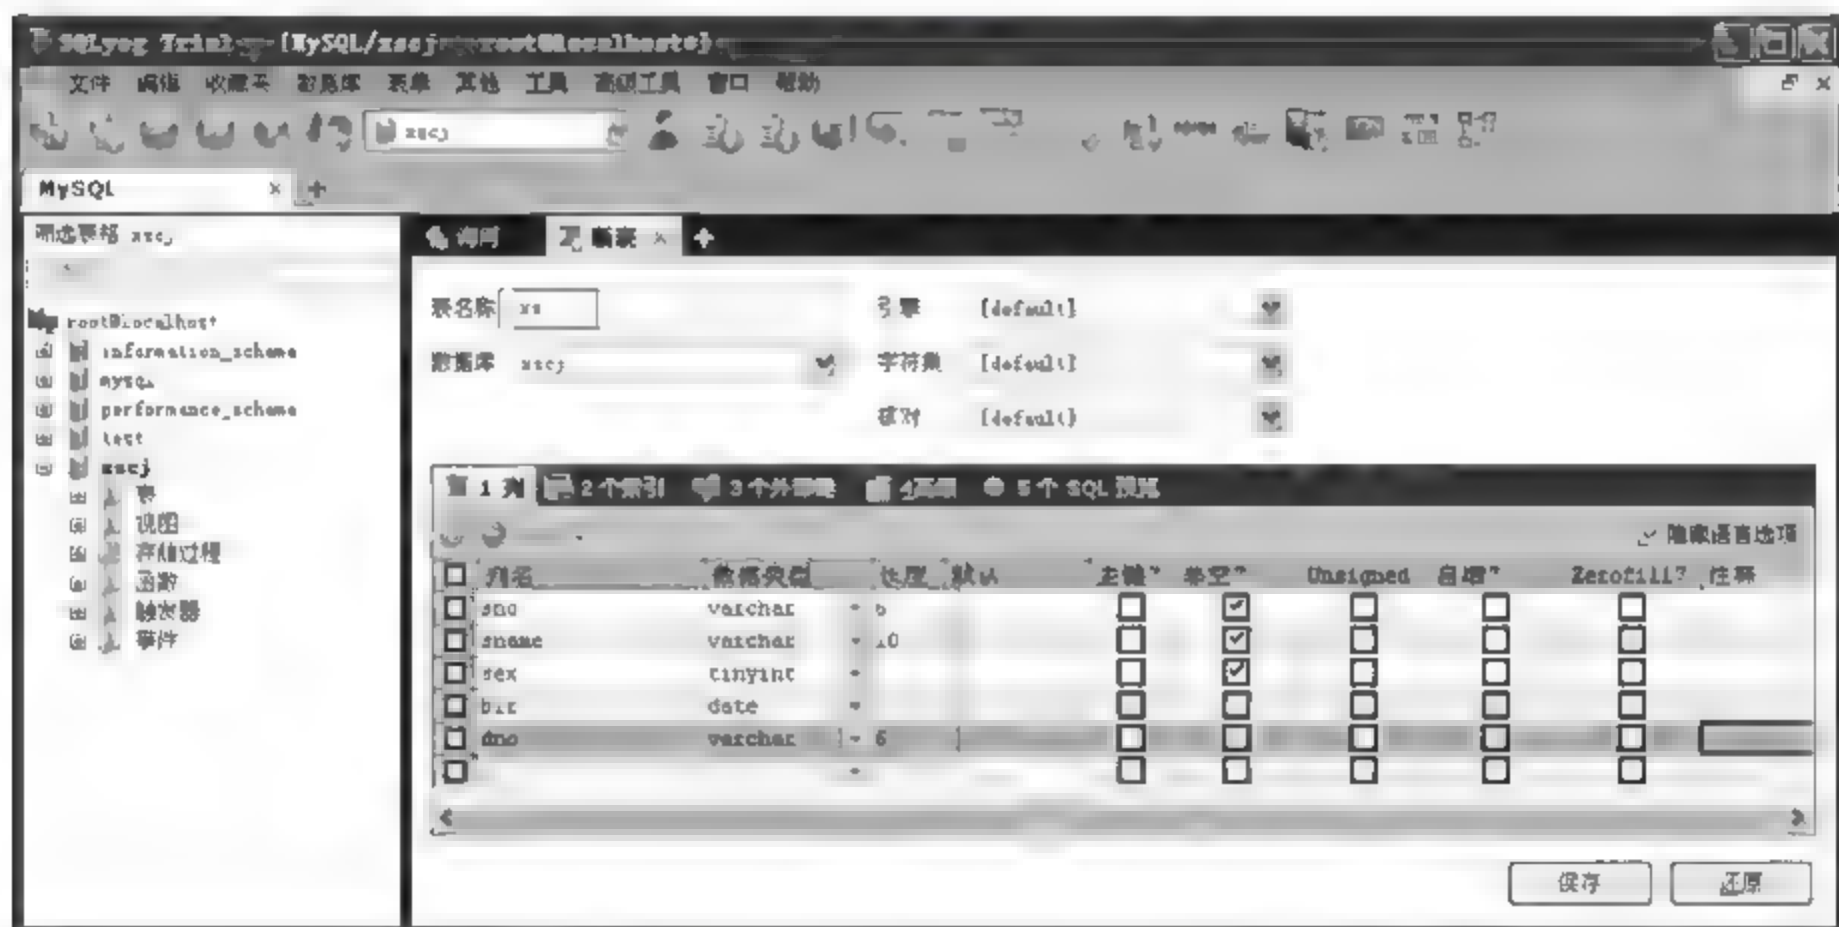 SQLyog Trial - [MySQL/xscj - root@localhost*]
文件 编辑 收藏夹 数据库 表单 其他 工具 高级工具 窗口 帮助
xscj
MySQL
筛选表格 xscj
询问 新表
root@localhost
information_schema
mysql
performance_schema
test
xscj
表
视图
存储过程
函数
触发器
事件
表名称 xs 引擎 [default]
数据库 xscj 字符集 [default]
核对 [default]
1 列 2个索引 3个外部键 4高级 5个 SQL 预览
隐藏语言选项
列名 数据类型 长度 默认 主键? 非空? Unsigned 自增? Zerofill? 注释
sno varchar 6
sname varchar 10
sex tinyint
bir date
dno varchar 6
保存 还原